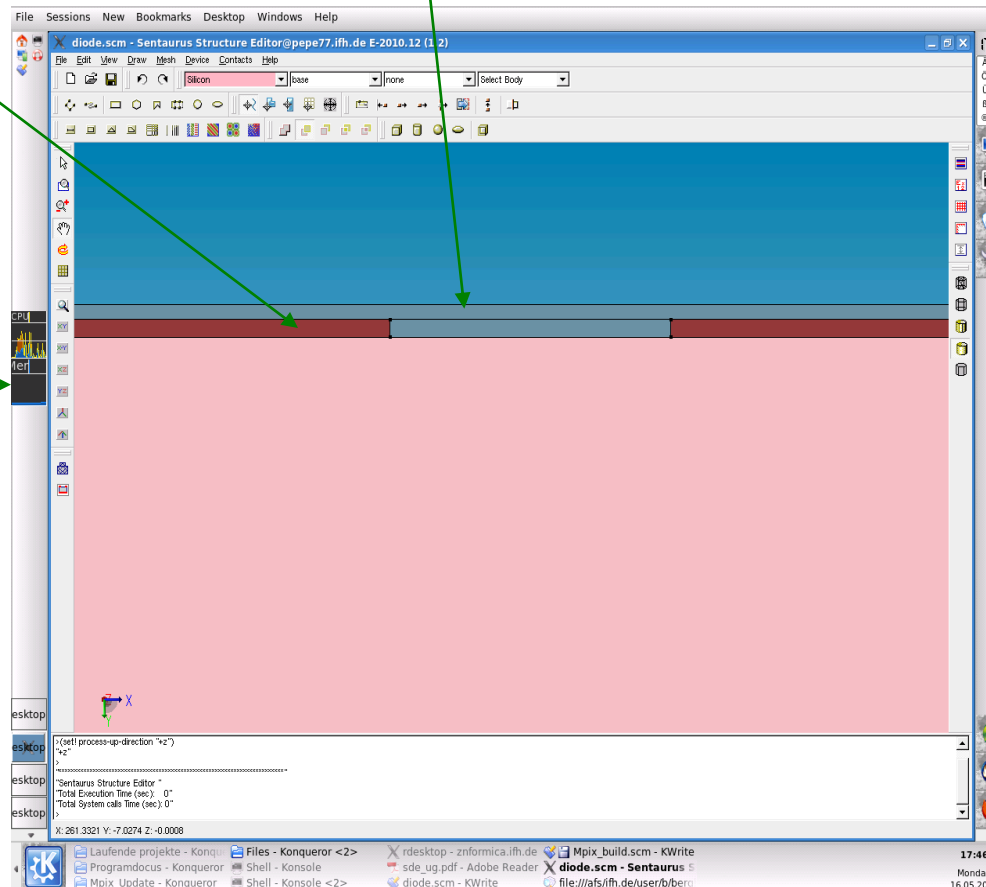 File Sessions New Bookmarks Desktop Windows Help
diode.scm - Sentaurus Structure Editor@pepe77.ifh.de E-2010.12 (1.2)
File Edit View Draw Mesh Device Contacts Help
Silicon base none Select Body
CPU
XY
YZ
X
Y
esktop
esktop
esktop
esktop
>(set! process-up-direction "+z")
"+z"
>
"Sentaurus Structure Editor "
"Total Execution Time (sec): 0"
"Total System calls Time (sec): 0"
>
X: 261.3321 Y: -7.0274 Z: -0.0008
Laufende projekte - Konqu Files - Konqueror <2> rdesktop - znformica.ifh.de Mpix_build.scm - KWrite
Programdocus - Konqueror Shell - Konsole sde_ug.pdf - Adobe Reader diode.scm - Sentaurus S
Mpix_Update - Konqueror Shell - Konsole <2> diode.scm - KWrite file:///afs/ifh.de/user/b/berg
17:46
Monda
16.05.20